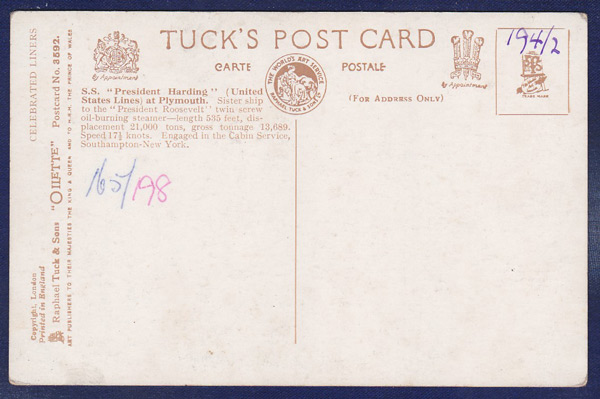 TUCK'S POST CARD
CARTE POSTALE
By Appointment
THE WORLD'S ART SERVICE
RAPHAEL TUCK & SONS LTD
By Appointment
194/2
TRADE MARK
(FOR ADDRESS ONLY)
S.S. "President Harding" (United
States Lines) at Plymouth. Sister ship
to the "President Roosevelt" twin screw
oil-burning steamer—length 535 feet, dis-
placement 21,000 tons, gross tonnage 13,689.
Speed 17½ knots. Engaged in the Cabin Service,
Southampton-New York.
165/198
CELEBRATED LINERS
"OILETTE" Postcard No. 3592.
Raphael Tuck & Sons
ART PUBLISHERS TO THEIR MAJESTIES THE KING & QUEEN AND TO H.R.H. THE PRINCE OF WALES
Copyright, London
Printed in England